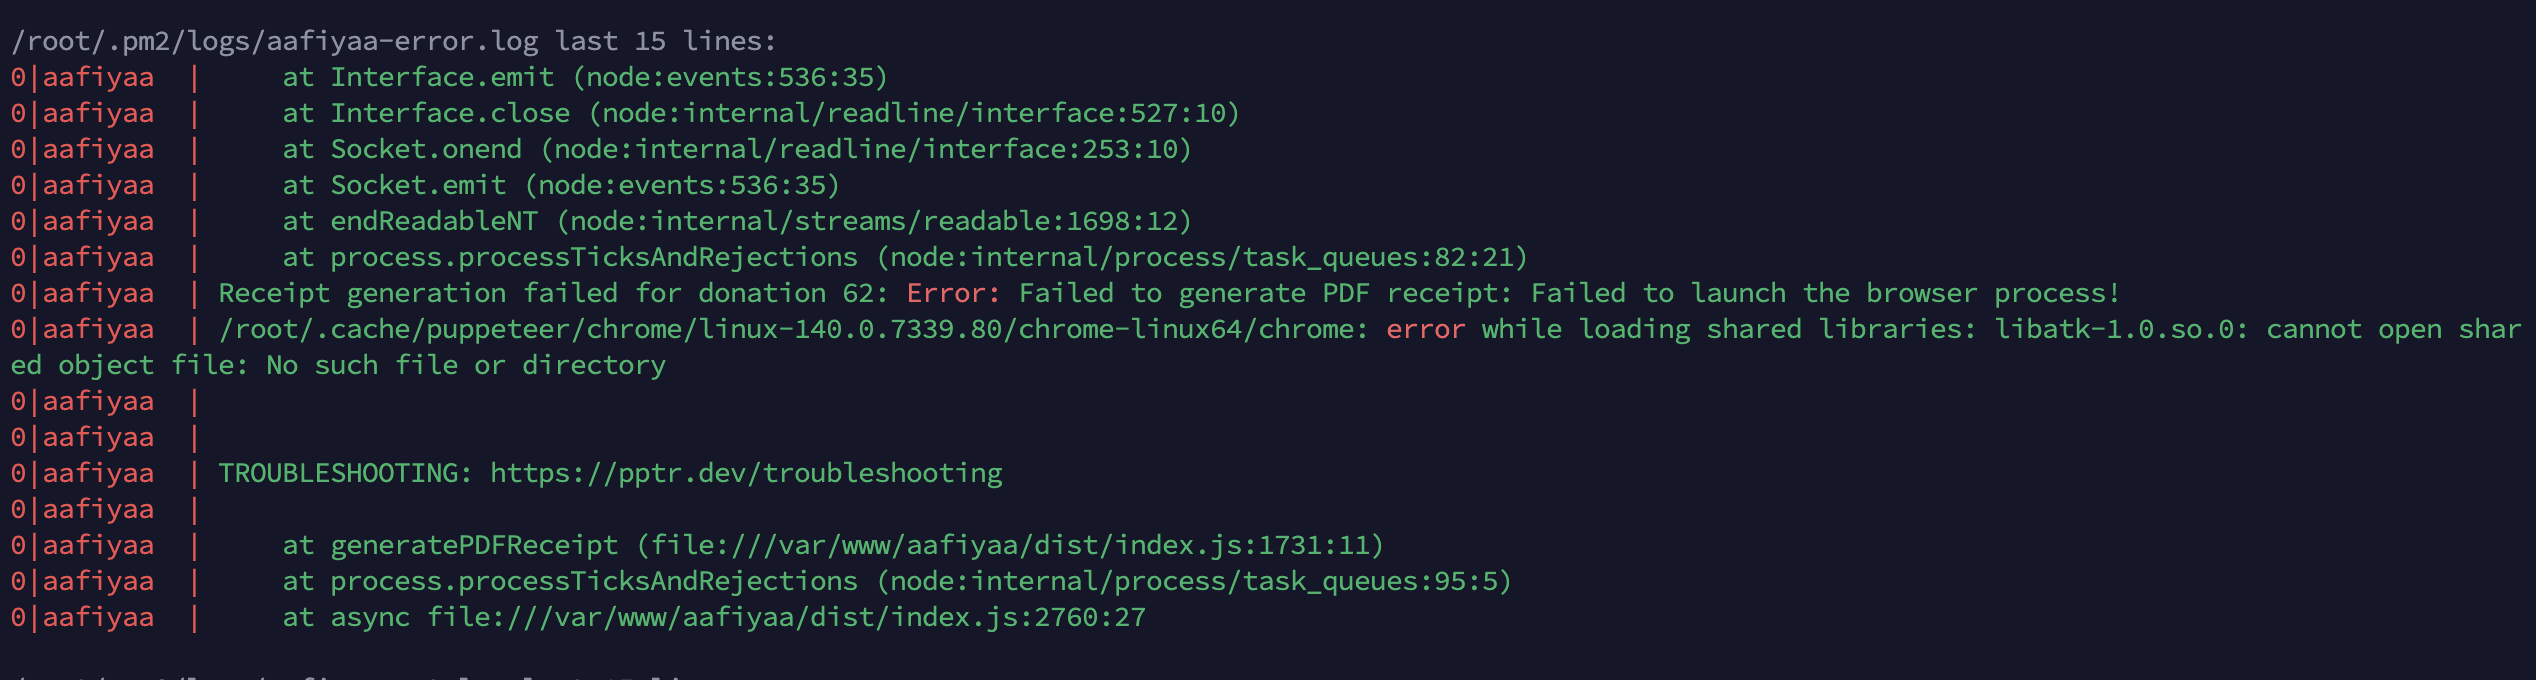 /root/.pm2/logs/aafiyaa-error.log last 15 lines:
0|aafiyaa  |     at Interface.emit (node:events:536:35)
0|aafiyaa  |     at Interface.close (node:internal/readline/interface:527:10)
0|aafiyaa  |     at Socket.onend (node:internal/readline/interface:253:10)
0|aafiyaa  |     at Socket.emit (node:events:536:35)
0|aafiyaa  |     at endReadableNT (node:internal/streams/readable:1698:12)
0|aafiyaa  |     at process.processTicksAndRejections (node:internal/process/task_queues:82:21)
0|aafiyaa  | Receipt generation failed for donation 62: Error: Failed to generate PDF receipt: Failed to launch the browser process!
0|aafiyaa  | /root/.cache/puppeteer/chrome/linux-140.0.7339.80/chrome-linux64/chrome: error while loading shared libraries: libatk-1.0.so.0: cannot open shar
ed object file: No such file or directory
0|aafiyaa  |
0|aafiyaa  |
0|aafiyaa  | TROUBLESHOOTING: https://pptr.dev/troubleshooting
0|aafiyaa  |
0|aafiyaa  |     at generatePDFReceipt (file:///var/www/aafiyaa/dist/index.js:1731:11)
0|aafiyaa  |     at process.processTicksAndRejections (node:internal/process/task_queues:95:5)
0|aafiyaa  |     at async file:///var/www/aafiyaa/dist/index.js:2760:27